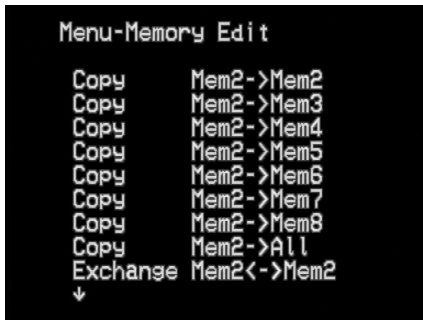 Menu-Memory Edit
Copy Mem2->Mem2
Copy Mem2->Mem3
Copy Mem2->Mem4
Copy Mem2->Mem5
Copy Mem2->Mem6
Copy Mem2->Mem7
Copy Mem2->Mem8
Copy Mem2->All
Exchange Mem2<->Mem2
↓